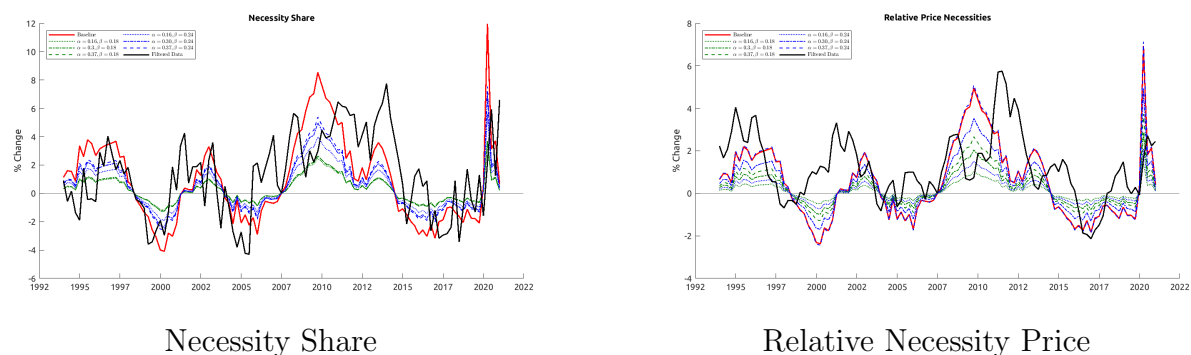 Necessity Share
12
10
8
6
4
2
0
-2
-4
-6
% Change
Baseline
α = 0.16, β = 0.18
α = 0.3, β = 0.18
α = 0.37, β = 0.18
α = 0.16, β = 0.24
α = 0.30, β = 0.24
α = 0.37, β = 0.24
Filtered Data
1992 1995 1997 2000 2002 2005 2007 2010 2012 2015 2017 2020 2022
Necessity Share
Relative Price Necessities
8
6
4
2
0
-2
-4
% Change
Baseline
α = 0.16, β = 0.18
α = 0.3, β = 0.18
α = 0.37, β = 0.18
α = 0.16, β = 0.24
α = 0.30, β = 0.24
α = 0.37, β = 0.24
Filtered Data
1992 1995 1997 2000 2002 2005 2007 2010 2012 2015 2017 2020 2022
Relative Necessity Price